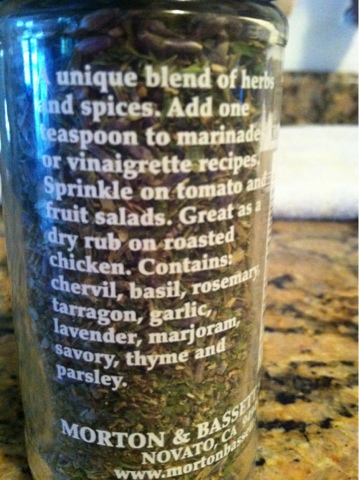 A unique blend of herbs
and spices. Add one
teaspoon to marinade
or vinaigrette recipes.
Sprinkle on tomato and
fruit salads. Great as a
dry rub on roasted
chicken. Contains:
chervil, basil, rosemary,
tarragon, garlic,
lavender, marjoram,
savory, thyme and
parsley.
MORTON & BASSETT
NOVATO, CA
www.mortonbasse